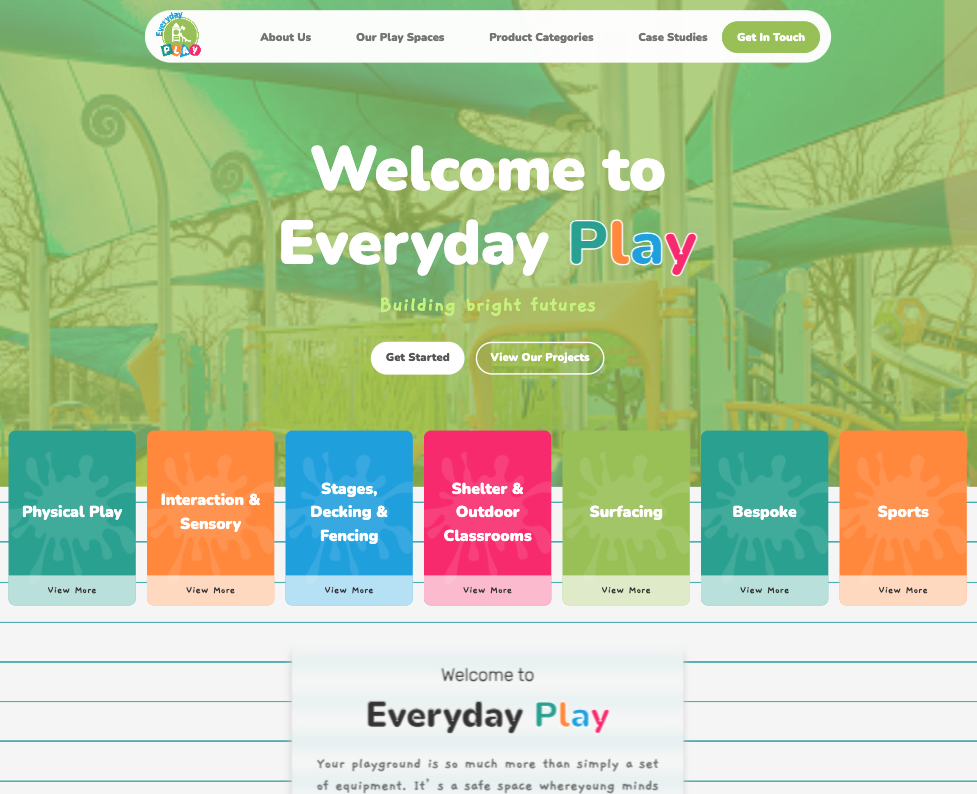 Everyday
PLAY
About Us
Our Play Spaces
Product Categories
Case Studies
Get In Touch
Welcome to
Everyday Play
Building bright futures
Get Started
View Our Projects
Physical Play
View More
Interaction &
Sensory
View More
Stages,
Decking &
Fencing
View More
Shelter &
Outdoor
Classrooms
View More
Surfacing
View More
Bespoke
View More
Sports
View More
Welcome to
Everyday Play
Your playground is so much more than simply a set
of equipment. It's a safe space whereyoung minds